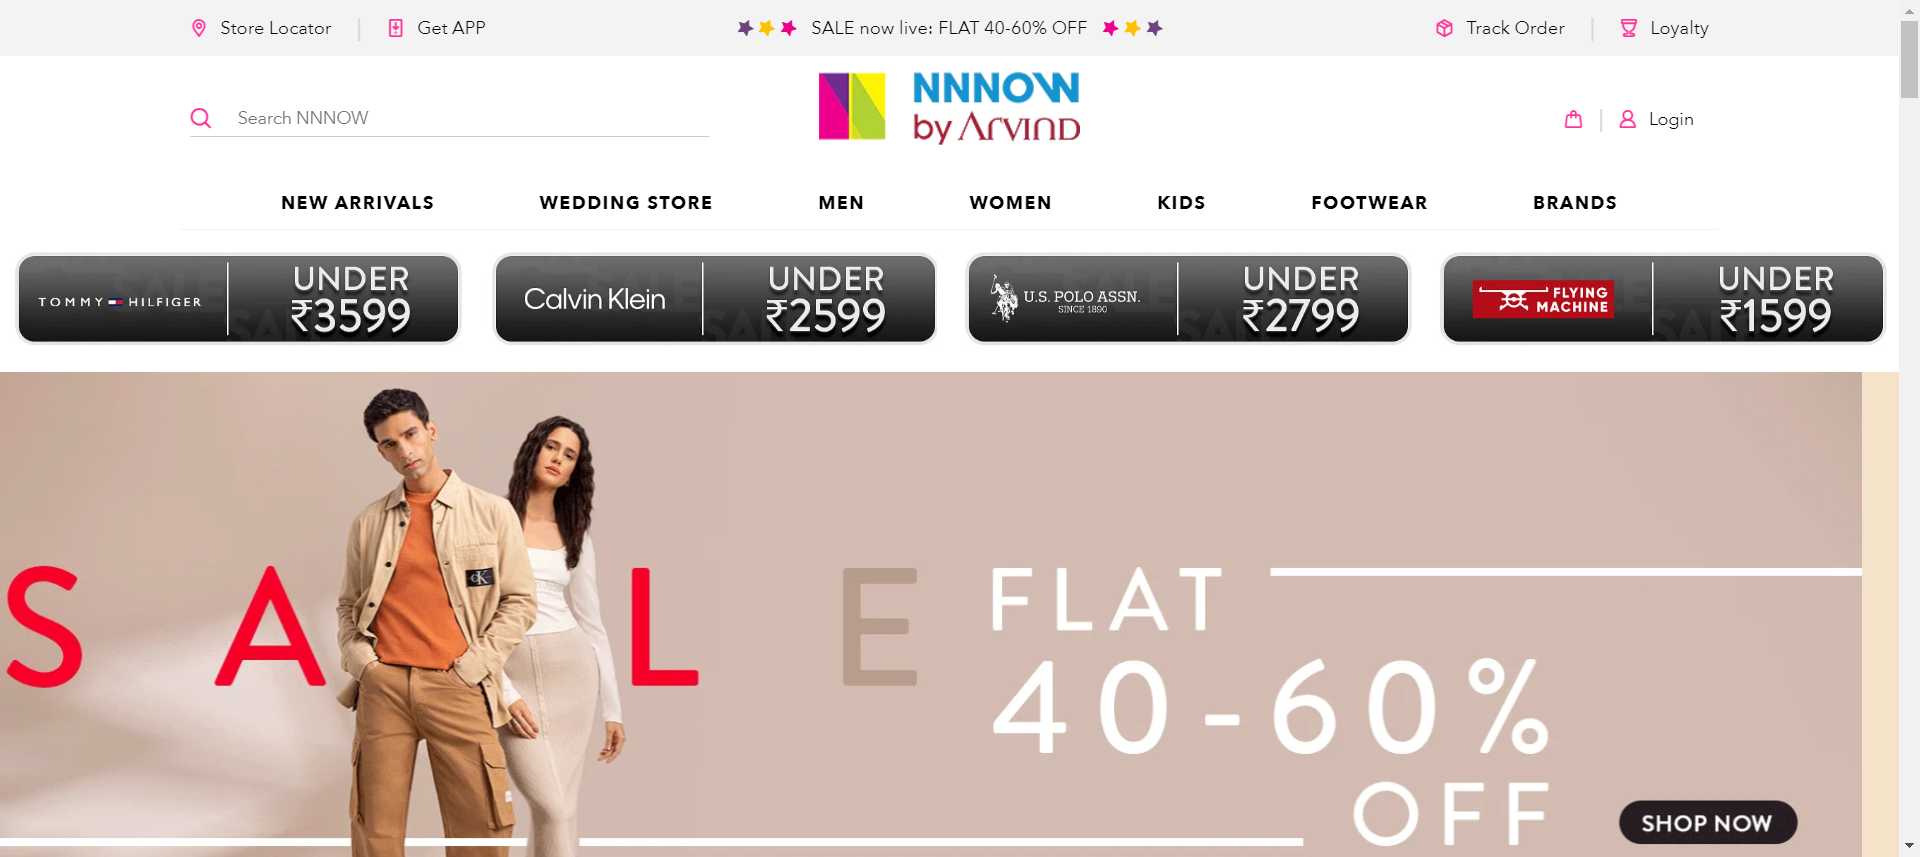 Store Locator
Get APP
SALE now live: FLAT 40-60% OFF
Track Order
Loyalty
Search NNNOW
NNNOW
by Arvind
Login
NEW ARRIVALS
WEDDING STORE
MEN
WOMEN
KIDS
FOOTWEAR
BRANDS
TOMMY HILFIGER
UNDER
₹3599
Calvin Klein
UNDER
₹2599
U.S. POLO ASSN.
SINCE 1890
UNDER
₹2799
FLYING
MACHINE
UNDER
₹1599
SALE
FLAT
40-60%
OFF
cK
SHOP NOW